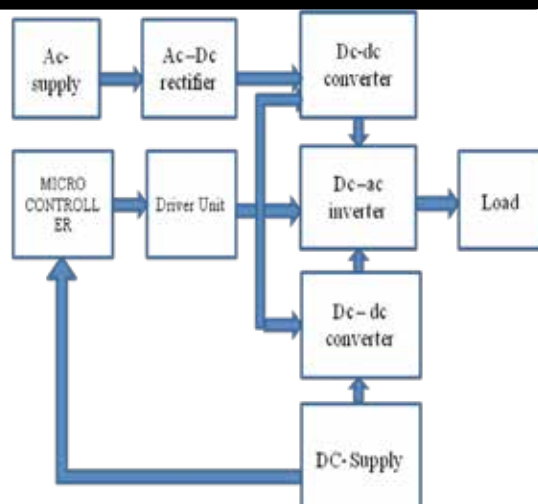 Ac-
supply
Ac–Dc
rectifier
Dc-dc
converter
MICRO
CONTROLL
ER
Driver Unit
Dc–ac
inverter
Load
Dc – dc
converter
DC-Supply